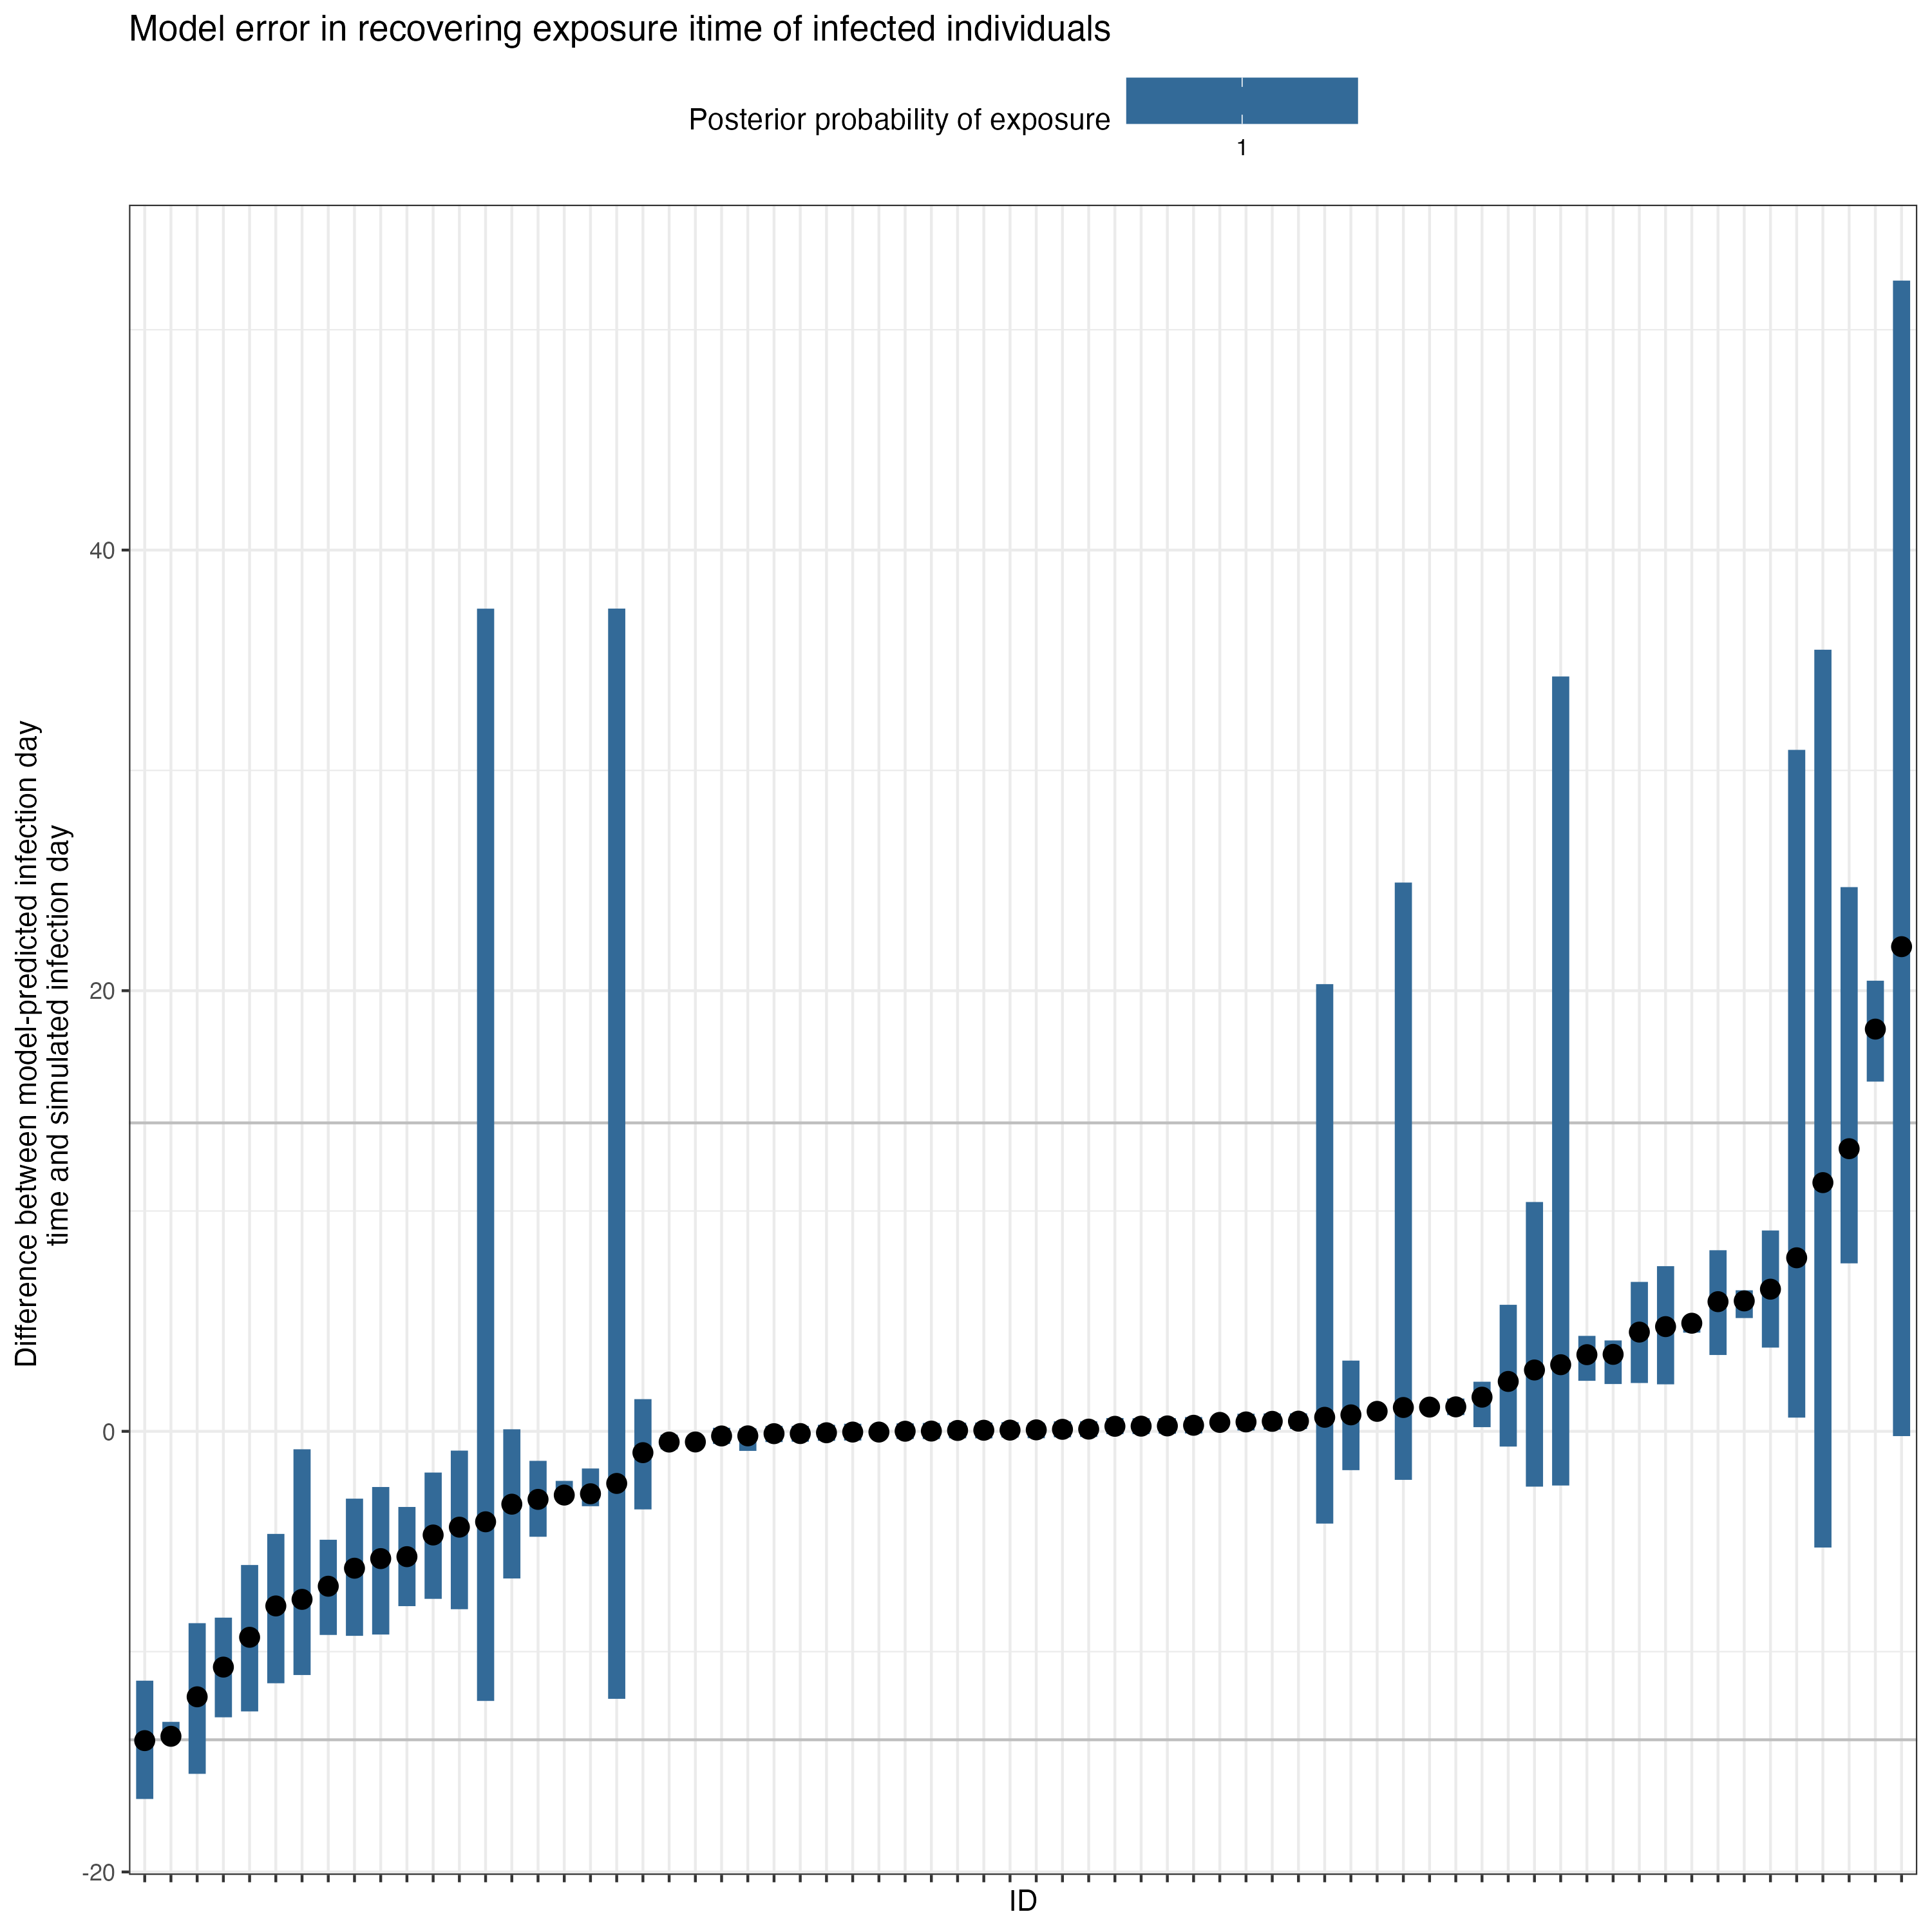 Model error in recovering exposure itime of infected individuals
Posterior probability of exposure
1
Difference between model-predicted infection day
time and simulated infection day
40
20
0
-20
ID